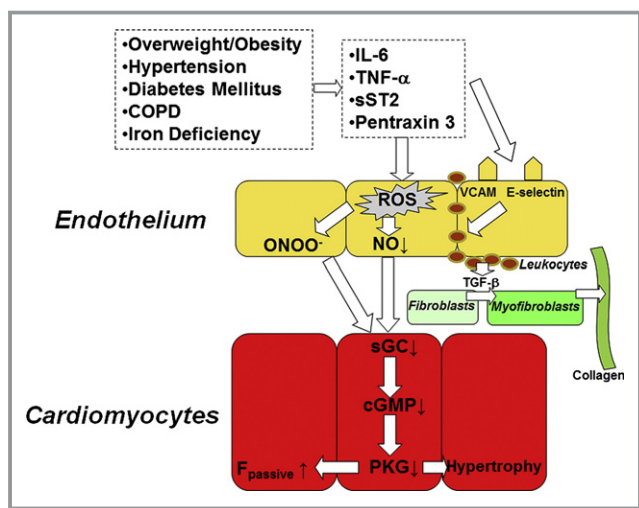 •Overweight/Obesity
•Hypertension
•Diabetes Mellitus
•COPD
•Iron Deficiency
•IL-6
•TNF-α
•sST2
•Pentraxin 3
VCAM E-selectin
ROS
Endothelium
ONOO⁻ NO↓
Leukocytes
TGF-β
Fibroblasts Myofibroblasts
Collagen
sGC↓
Cardiomyocytes
cGMP↓
Fpassive ↑ PKG↓ Hypertrophy